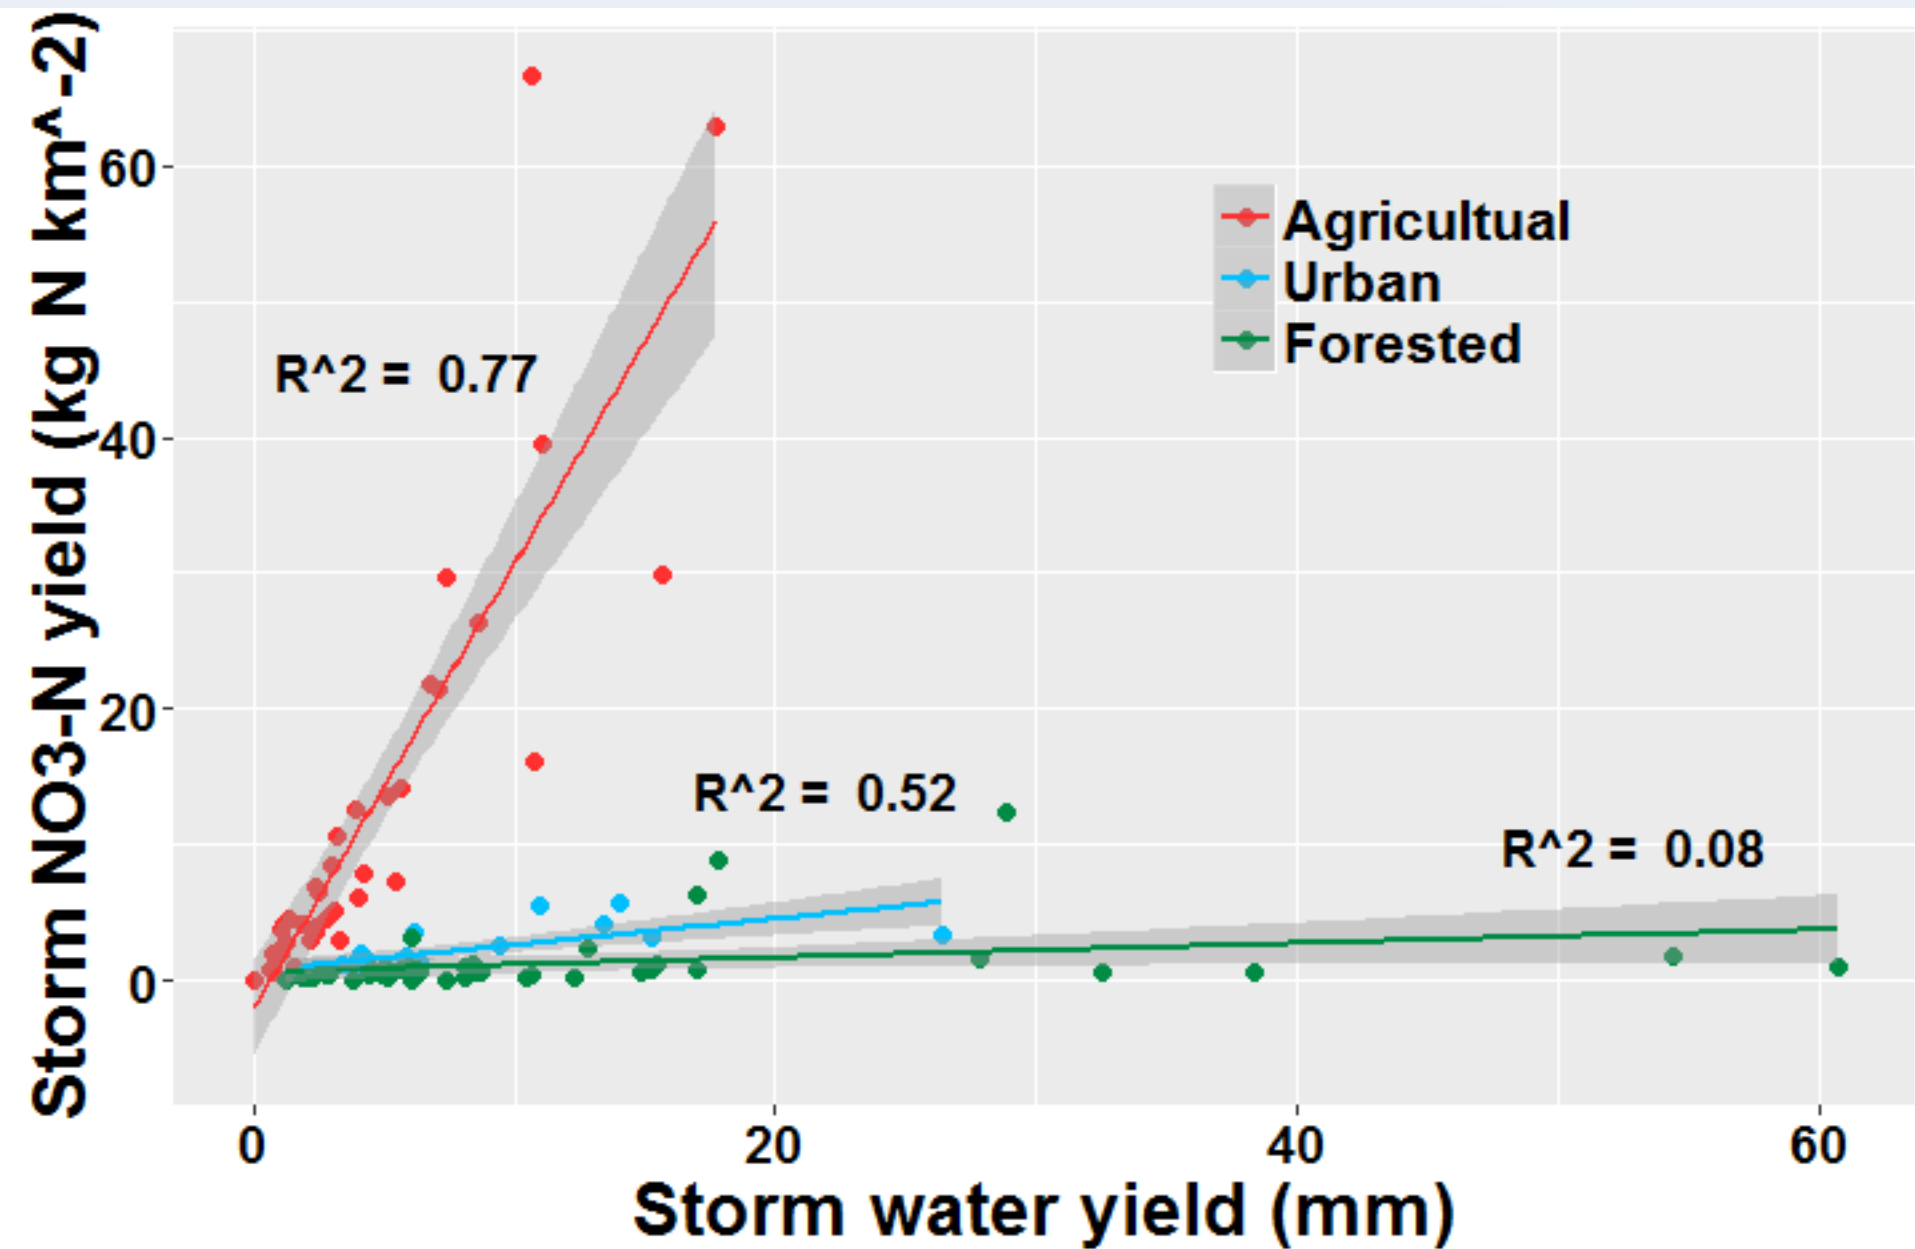 Storm NO3-N yield (kg N km^-2)
60
40
20
0
R^2 = 0.77
Agricultual
Urban
Forested
R^2 = 0.52
R^2 = 0.08
0 20 40 60
Storm water yield (mm)